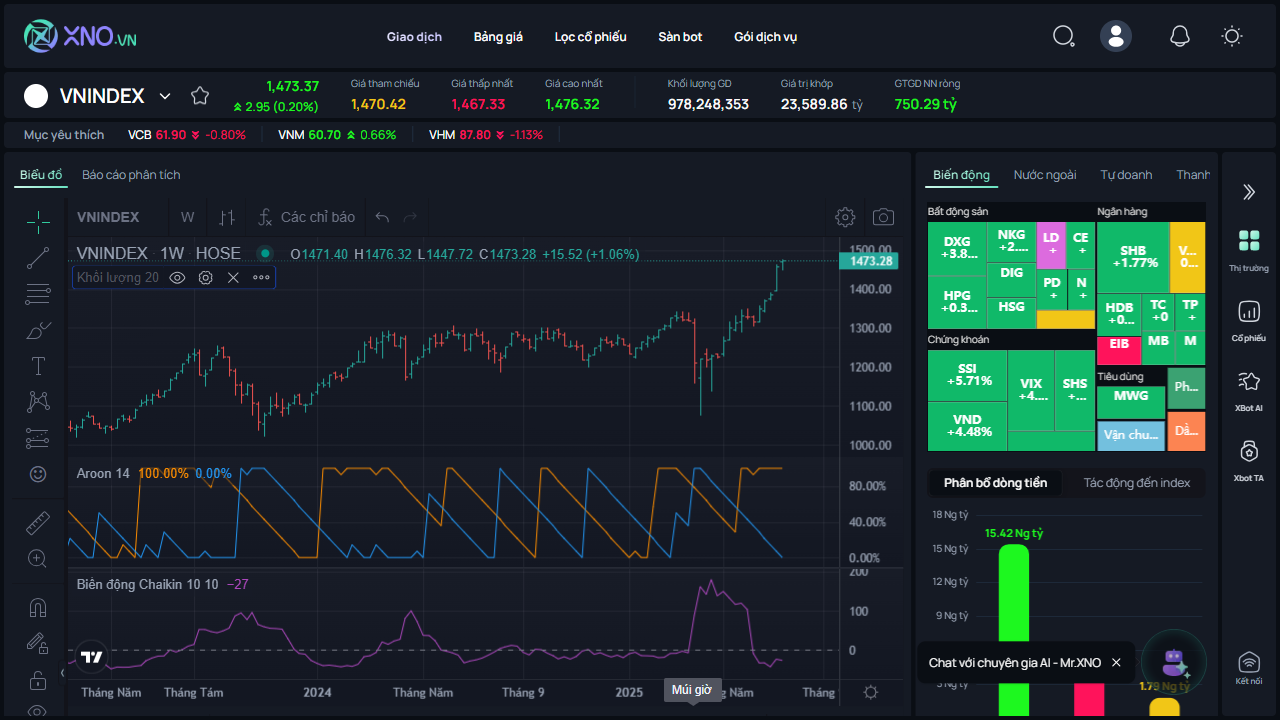 XNO.VN
Giao dịch Bảng giá Lọc cổ phiếu Sàn bot Gói dịch vụ
VNINDEX
1,473.37
2.95 (0.20%)
Giá tham chiếu
1,470.42
Giá thấp nhất
1,467.33
Giá cao nhất
1,476.32
Khối lượng GD
978,248,353
Giá trị khớp
23,589.86 tỷ
GTGD NN ròng
750.29 tỷ
Mục yêu thích VCB 61.90 -0.80% VNM 60.70 0.66% VHM 87.80 -1.13%
Biểu đồ Báo cáo phân tích
VNINDEX W Các chỉ báo
VNINDEX · 1W · HOSE O1471.40 H1476.32 L1447.72 C1473.28 +15.52 (+1.06%)
Khối lượng 20
1500.00
1473.28
1400.00
1300.00
1200.00
1100.00
1000.00
Aroon 14 100.00% 0.00%
80.00%
40.00%
0.00%
Biên động Chaikin 10 10 −27
200
100
0
Tháng Năm Tháng Tám 2024 Tháng Năm Tháng 9 2025 Năm Tháng
Múi giờ
Biến động Nước ngoài Tự doanh Thanh
Bất động sản
DXG
+3.8...
NKG
+2....
LD
+
CE
+
HPG
+0.3...
DIG
HSG
PD
+
N
+
Ngân hàng
SHB
+1.77%
V...
0...
HDB
+0...
TC
+0
TP
+
EIB
MB
M
Chứng khoán
SSI
+5.71%
VND
+4.48%
VIX
+4....
SHS
+...
Tiêu dùng
MWG
Ph...
Vận chu...
Dầ...
Phân bổ dòng tiền Tác động đến index
18 Ng tỷ
15.42 Ng tỷ
15 Ng tỷ
12 Ng tỷ
9 Ng tỷ
Chat với chuyên gia AI - Mr.XNO
3 Ng tỷ
1.79 Ng tỷ
Thị trường
Cổ phiếu
XBot AI
Xbot TA
Kết nối